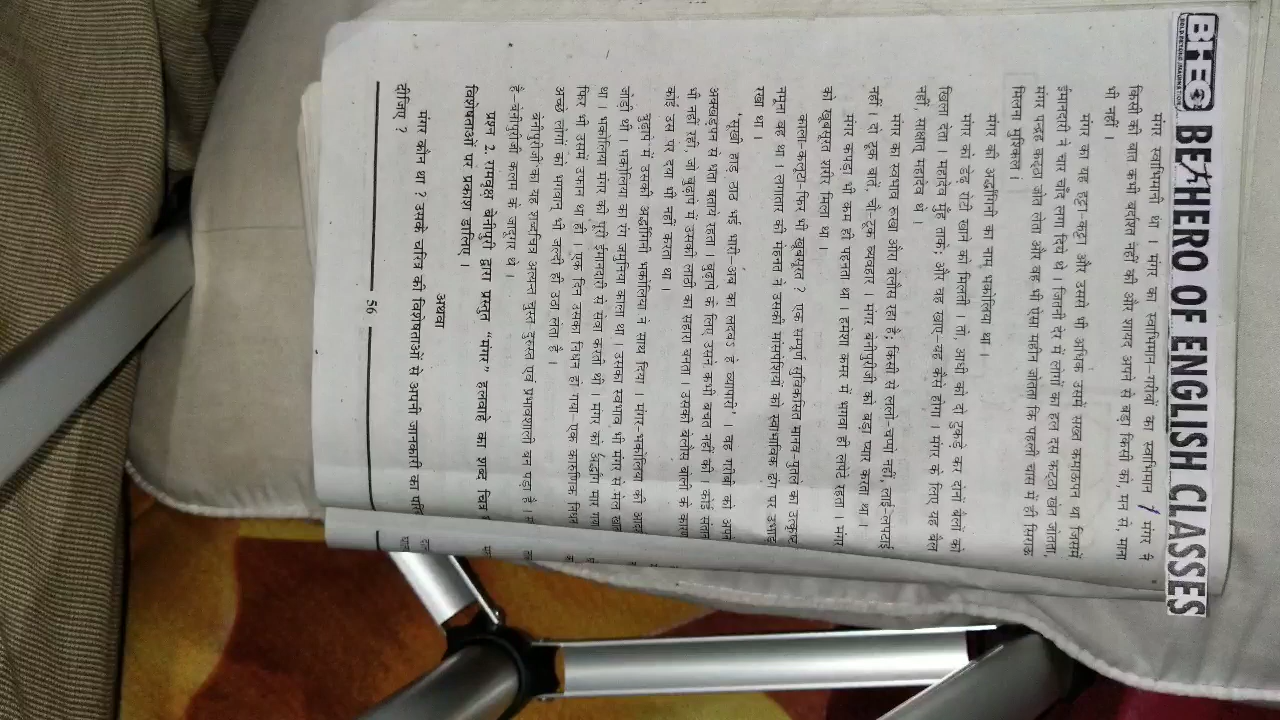 BHEC BE A HERO OF ENGLISH CLASSES
मंगर स्वाभिमानी था । मंगर का स्वाभिमान-गरीबों का स्वाभिमान । मंगर ने
किसी की बात कभी बर्दाश्त नहीं की और शायद अपने से बड़ा किसी को, मन से, माना
भी नहीं ।
मंगर का यह हट्टा-कट्टा और उससे भी अधिक उसमें सख्त कमाऊपन था जिसमें
ईमानदारी ने चार चाँद लगा दिये थे । जितनी देर में लोगों का हल दस कट्ठा खेत जोतता,
मंगर पन्द्रह कट्ठा जोत लेता और वह भी ऐसा महीन जोतता कि पहली चास में ही सिराऊ
मिलना मुश्किल ।
मंगर की अर्द्धांगिनी का नाम भकोलिया था ।
मंगर को डेढ़ रोटी खाने को मिलती । तो, आधी को दो टुकड़े कर दोनों बैलों को
खिला देता । महादेव मुँह ताके; और वह खाए-यह कैसे होगा । मंगर के लिए यह बैल
नहीं, साक्षात् महादेव थे ।
मंगर का स्वभाव रूखा और बेलौस रहा है; किसी से लल्लो-चप्पो नहीं, लाई-लपटाई
नहीं । दो टूक बातें, चौ-टूक व्यवहार । मंगर बेनीपुरीजी को बड़ा प्यार करता था ।
मंगर कपड़ा भी कम ही पहनता था । हमेशा कमर में भगवा ही लपेटे रहता । मंगर
को खूबसूरत शरीर मिला था ।
काला-कलूटा-फिर भी खूबसूरत ? एक सम्पूर्ण सुविकसित मानव-पुतले का उत्कृष्ट
नमूना वह था । लगातार की मेहनत ने उसकी मांसपेशियों को स्वाभाविक ढंग पर उभाड़
रखा था ।
'सूखी हाड़ ठाठ भई भारी-अब का लदबऽ हे व्यापारी' । वह गरीबी को अपने
अक्खड़पन से धता बताये रहता । बुढ़ापे के लिए उसने कभी बचत नहीं की । कोई संतान
भी नहीं रही, जो बुढ़ापे में उसकी लाठी का सहारा बनता । उसकी बेलौस बोली के कारण
कोई उस पर दया भी नहीं करता था ।
बुढ़ापे में उसकी अर्द्धांगिनी भकोलिया ने साथ दिया । मंगर-भकोलिया की आदर्श
जोड़ी थी । भकोलिया का रंग जमुनिया काला था । उसका स्वभाव भी मंगर से मेल खाता
था । भकोलिया मंगर की पूरी ईमानदारी से सेवा करती थी । मंगर को अर्द्धांग मार गया
फिर भी उसमें उफान था ही । एक दिन उसका निधन हो गया-एक कारुणिक निधन
अच्छे लोगों को भगवान भी जल्दी ही उठा लेता है ।
बेनीपुरीजी का यह शब्दचित्र अत्यन्त चुस्त दुरुस्त एवं प्रभावशाली बन पड़ा है ।
है-बेनीपुरीजी कलम के जादूगर थे ।
प्रश्न 2. रामवृक्ष बेनीपुरी द्वारा प्रस्तुत "मंगर" हलवाहे का शब्द चित्र
विशेषताओं पर प्रकाश डालिए ।
अथवा
मंगर कौन था ? उसके चरित्र की विशेषताओं से अपनी जानकारी का
दीजिए ?
56